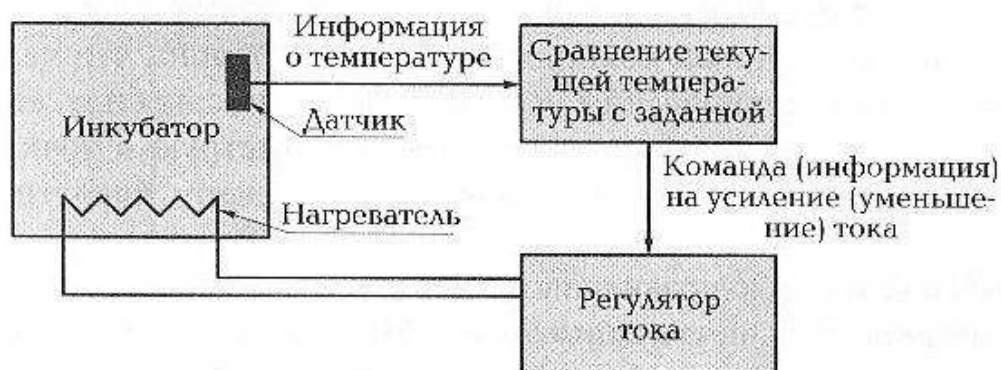 Информация
о температуре
Сравнение теку-
щей темпера-
туры с заданной
Инкубатор
Датчик
Команда (информация)
на усиление (уменьше-
ние) тока
Нагреватель
Регулятор
тока